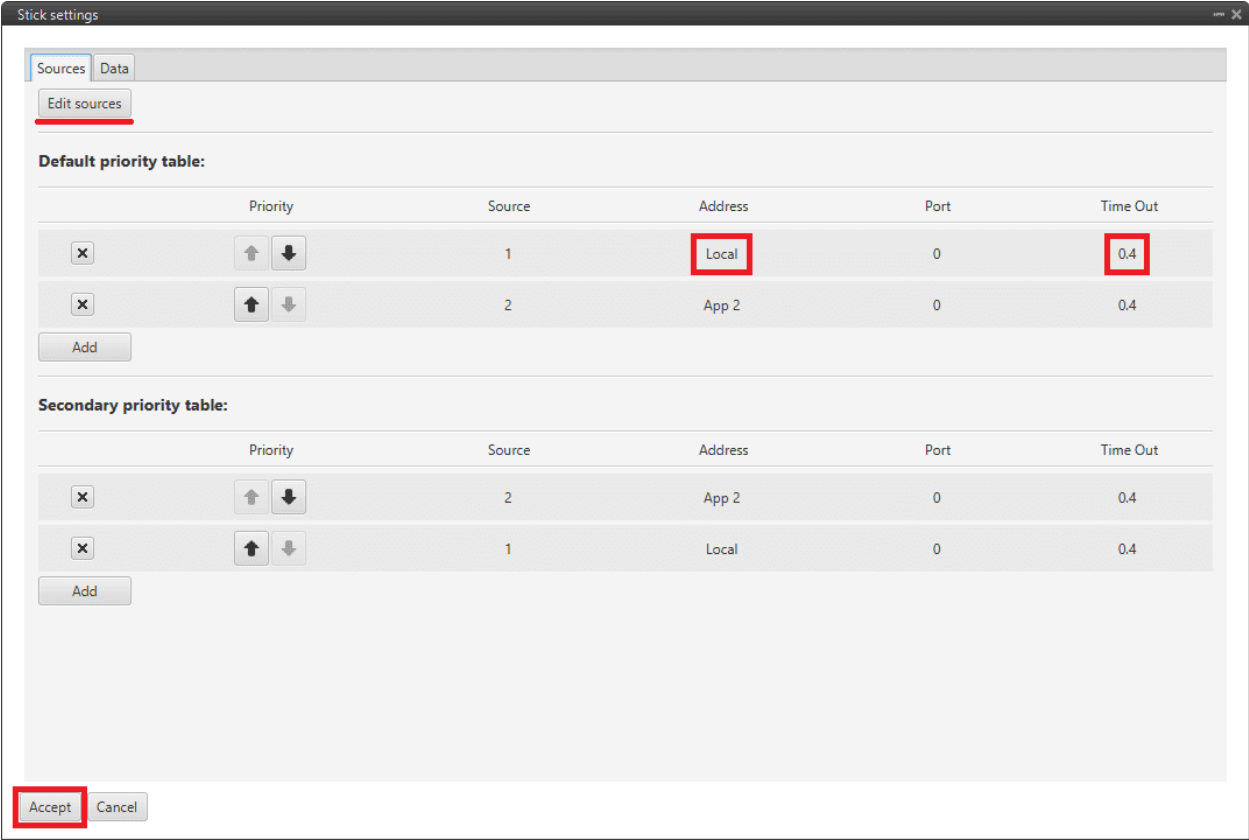 Stick settings
Sources Data
Edit sources
Default priority table:
Priority Source Address Port Time Out
1 Local 0 0.4
2 App 2 0 0.4
Add
Secondary priority table:
Priority Source Address Port Time Out
2 App 2 0 0.4
1 Local 0 0.4
Add
Accept Cancel